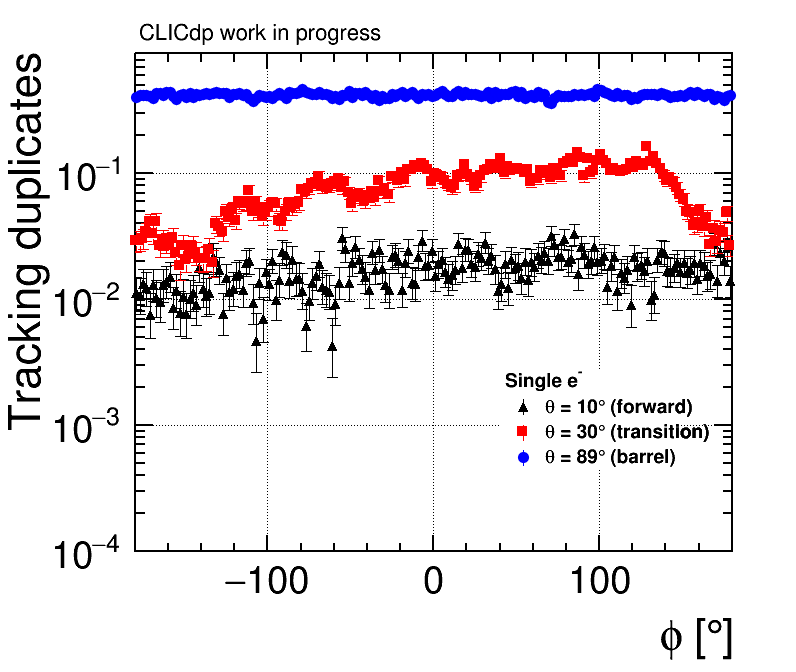 CLICdp work in progress
Tracking duplicates
10⁻¹
10⁻²
10⁻³
10⁻⁴
Single e⁻
θ = 10° (forward)
θ = 30° (transition)
θ = 89° (barrel)
−100 0 100
ϕ [°]